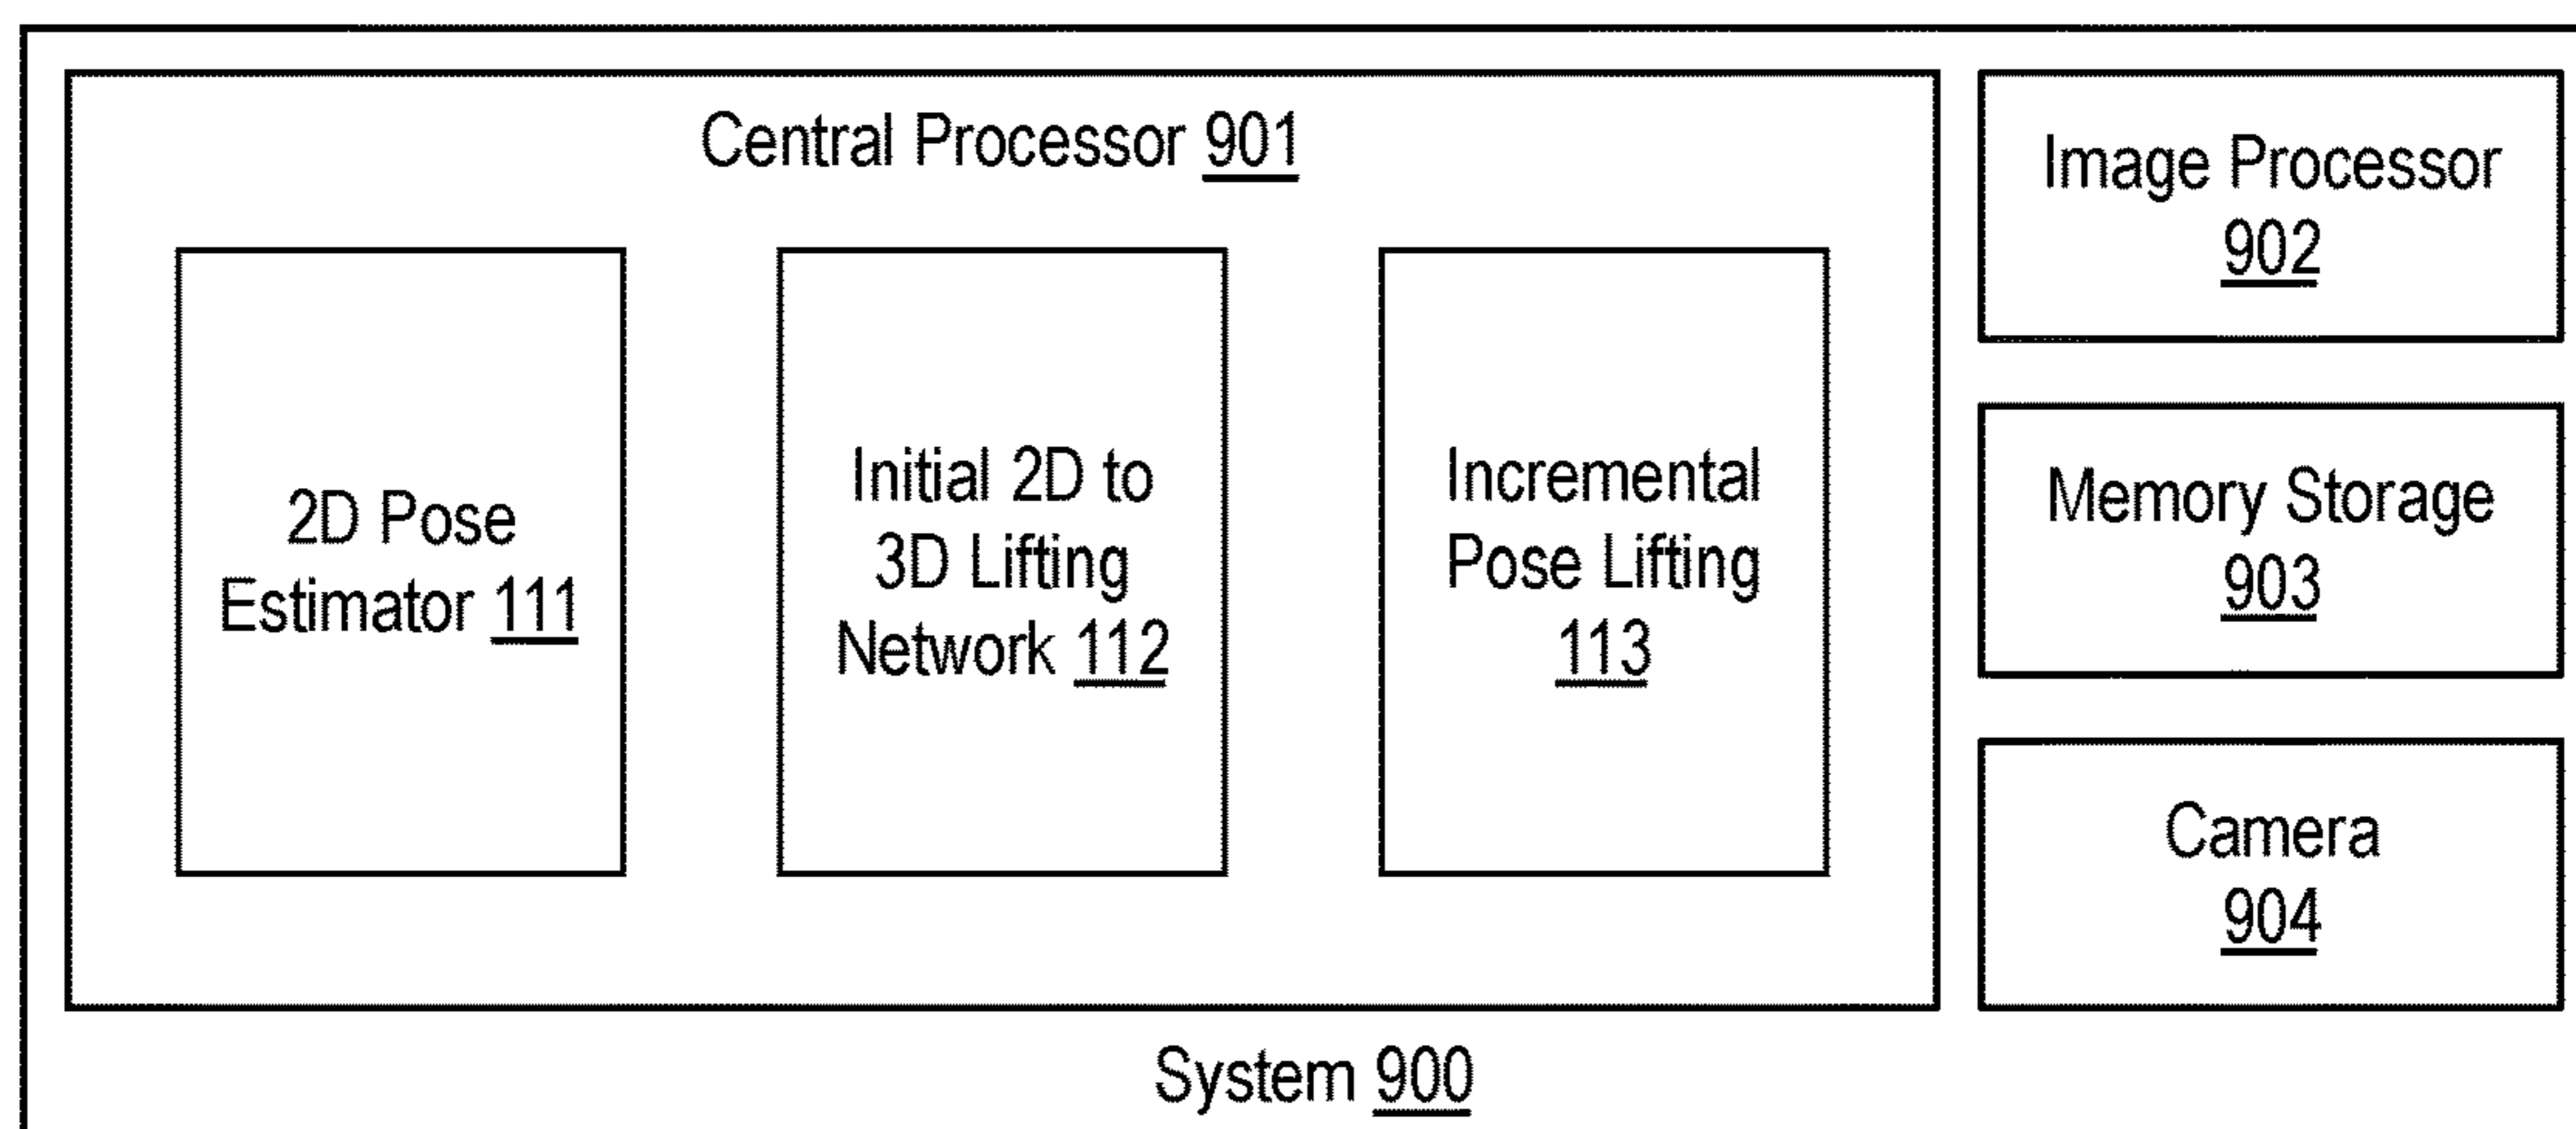 Central Processor 901
2D Pose
Estimator 111
Initial 2D to
3D Lifting
Network 112
Incremental
Pose Lifting
113
Image Processor
902
Memory Storage
903
Camera
904
System 900